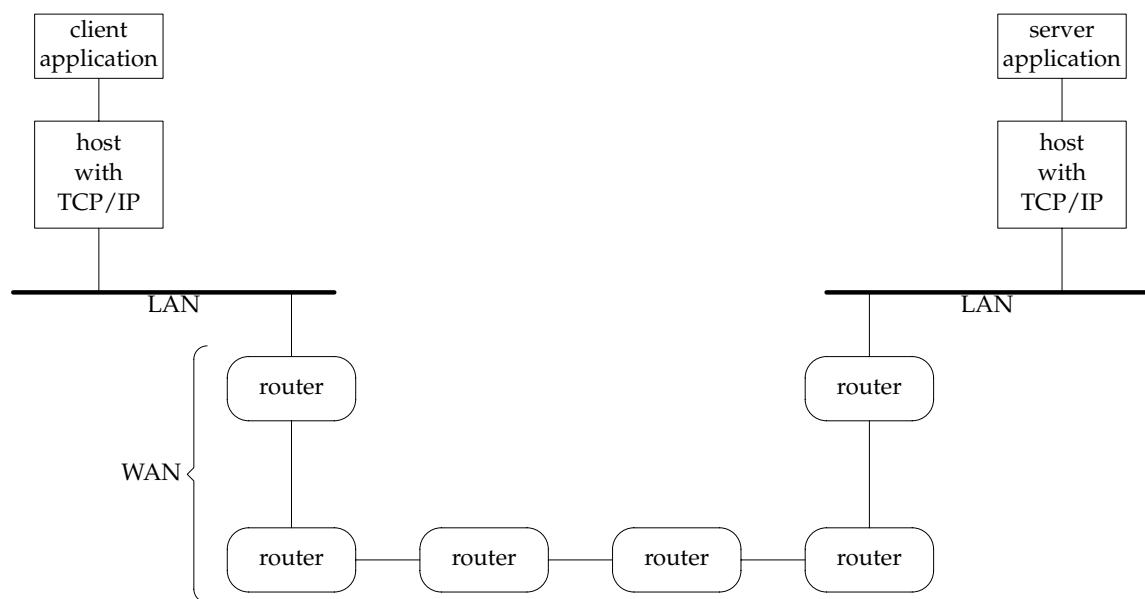 client
application
server
application
host
with
TCP/IP
host
with
TCP/IP
LAN
LAN
router
router
WAN
router
router
router
router